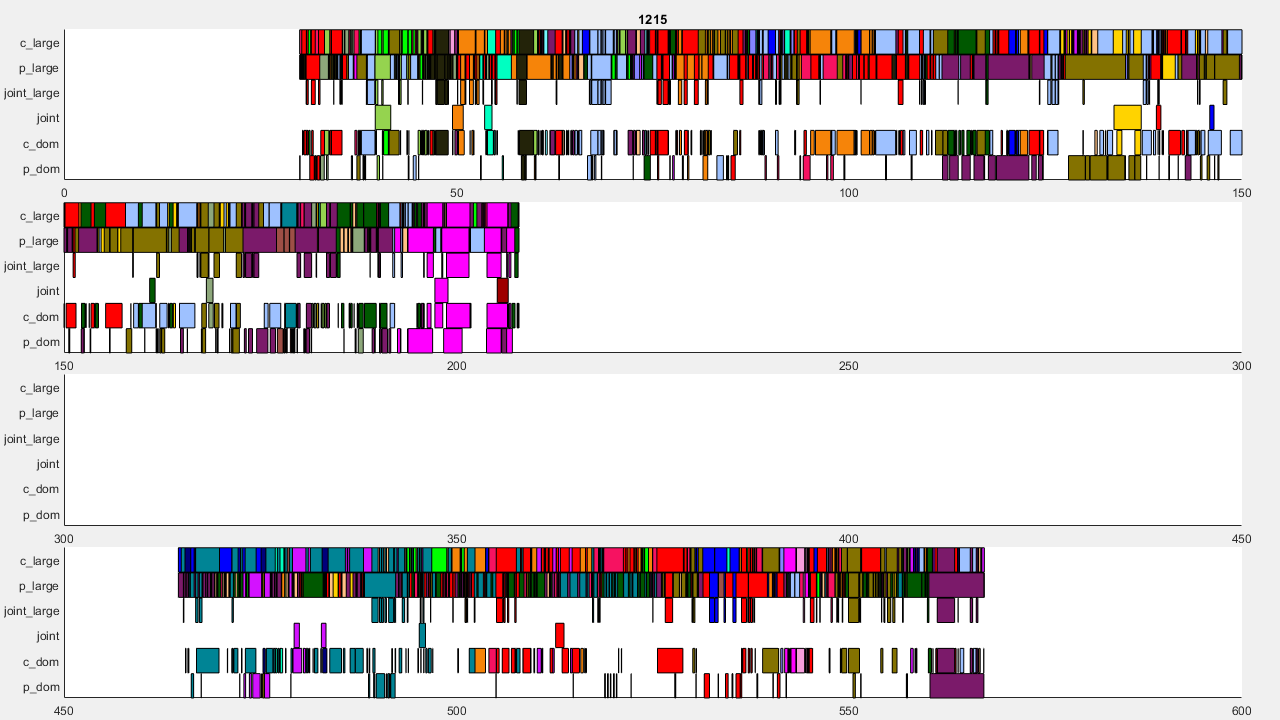 1215
c_large
p_large
joint_large
joint
c_dom
p_dom
0 50 100 150
c_large
p_large
joint_large
joint
c_dom
p_dom
150 200 250 300
c_large
p_large
joint_large
joint
c_dom
p_dom
300 350 400 450
c_large
p_large
joint_large
joint
c_dom
p_dom
450 500 550 600